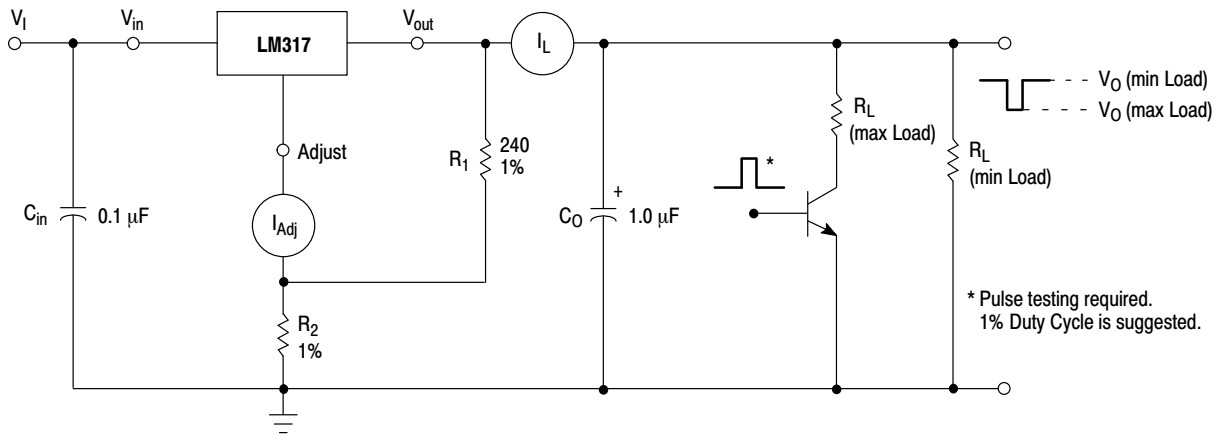 V_I
V_in
LM317
V_out
I_L
Adjust
R_1
240
1%
R_L
(max Load)
*
V_O (min Load)
V_O (max Load)
R_L
(min Load)
C_in
0.1 μF
I_Adj
+
C_O
1.0 μF
R_2
1%
* Pulse testing required.
1% Duty Cycle is suggested.